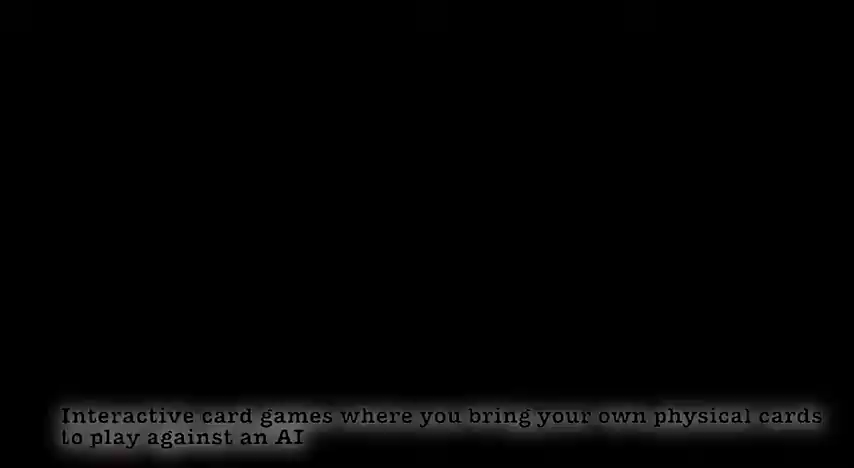 Interactive card games where you bring your own physical cards
to play against an AI